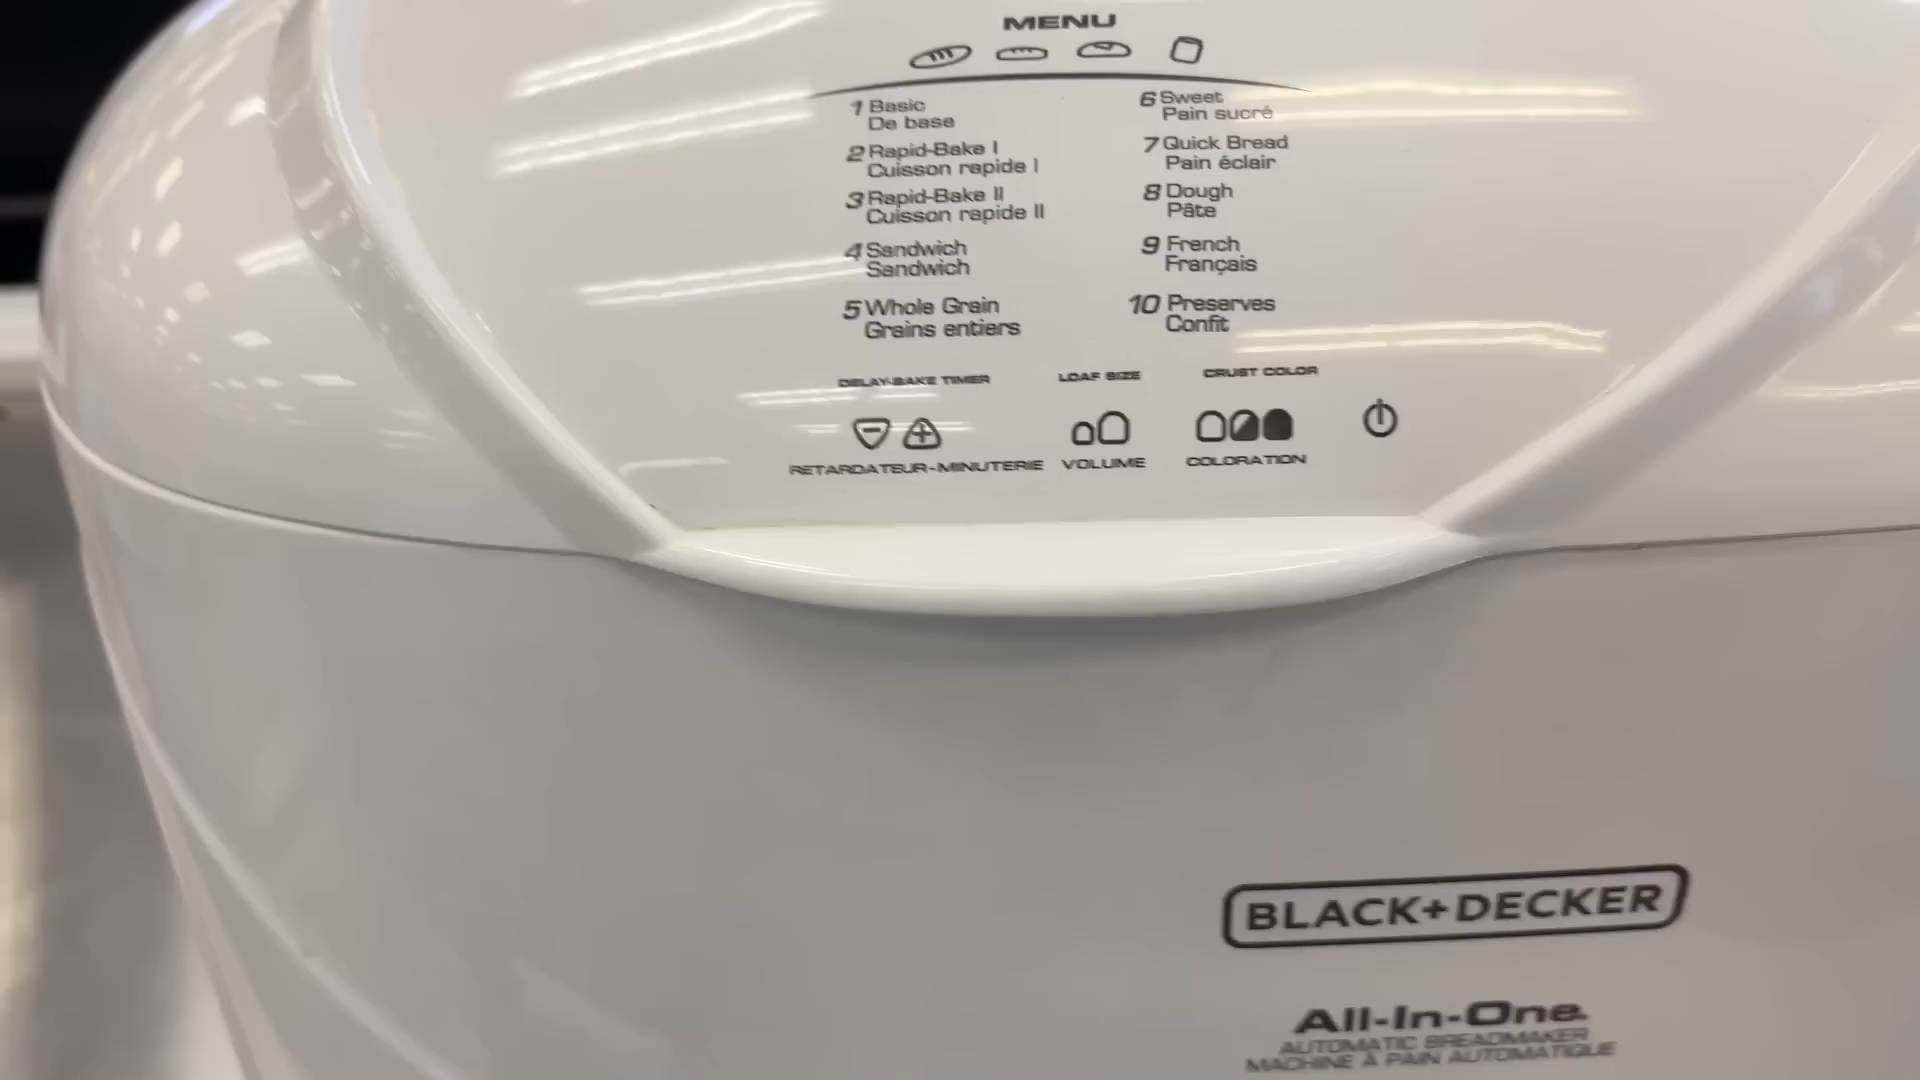 MENU
1 Basic
De base
2 Rapid-Bake I
Cuisson rapide I
3 Rapid-Bake II
Cuisson rapide II
4 Sandwich
Sandwich
5 Whole Grain
Grains entiers
6 Sweet
Pain sucré
7 Quick Bread
Pain éclair
8 Dough
Pâte
9 French
Français
10 Preserves
Confit
DELAY-BAKE TIMER
RETARDATEUR-MINUTERIE
LOAF SIZE
VOLUME
CRUST COLOR
COLORATION
BLACK+DECKER
All-In-One
AUTOMATIC BREADMAKER
MACHINE À PAIN AUTOMATIQUE